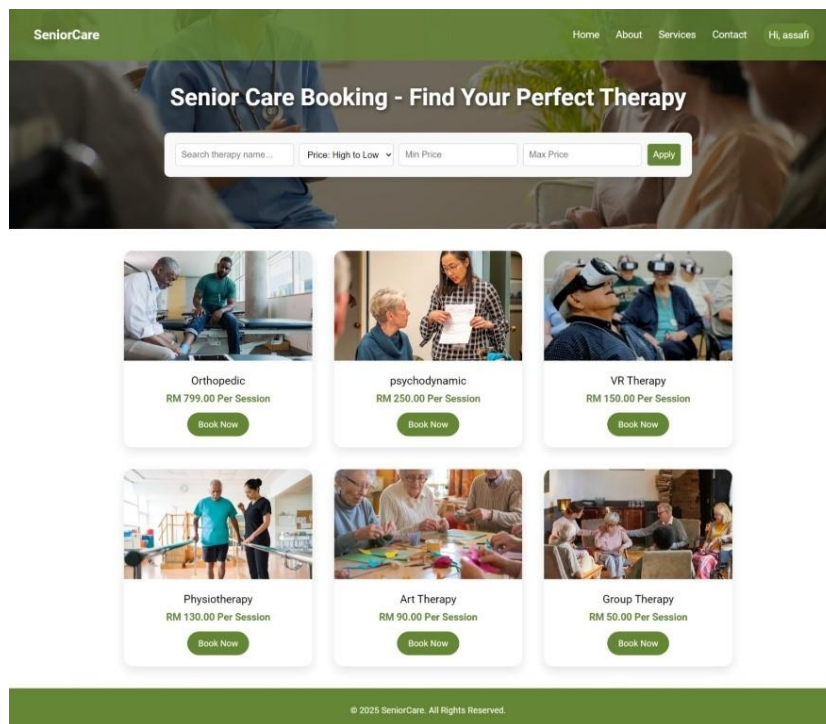 SeniorCare
Home About Services Contact Hi, assafi
Senior Care Booking - Find Your Perfect Therapy
Search therapy name... Price: High to Low Min Price Max Price Apply
Orthopedic
RM 799.00 Per Session
Book Now
psychodynamic
RM 250.00 Per Session
Book Now
VR Therapy
RM 150.00 Per Session
Book Now
Physiotherapy
RM 130.00 Per Session
Book Now
Art Therapy
RM 90.00 Per Session
Book Now
Group Therapy
RM 50.00 Per Session
Book Now
© 2025 SeniorCare. All Rights Reserved.